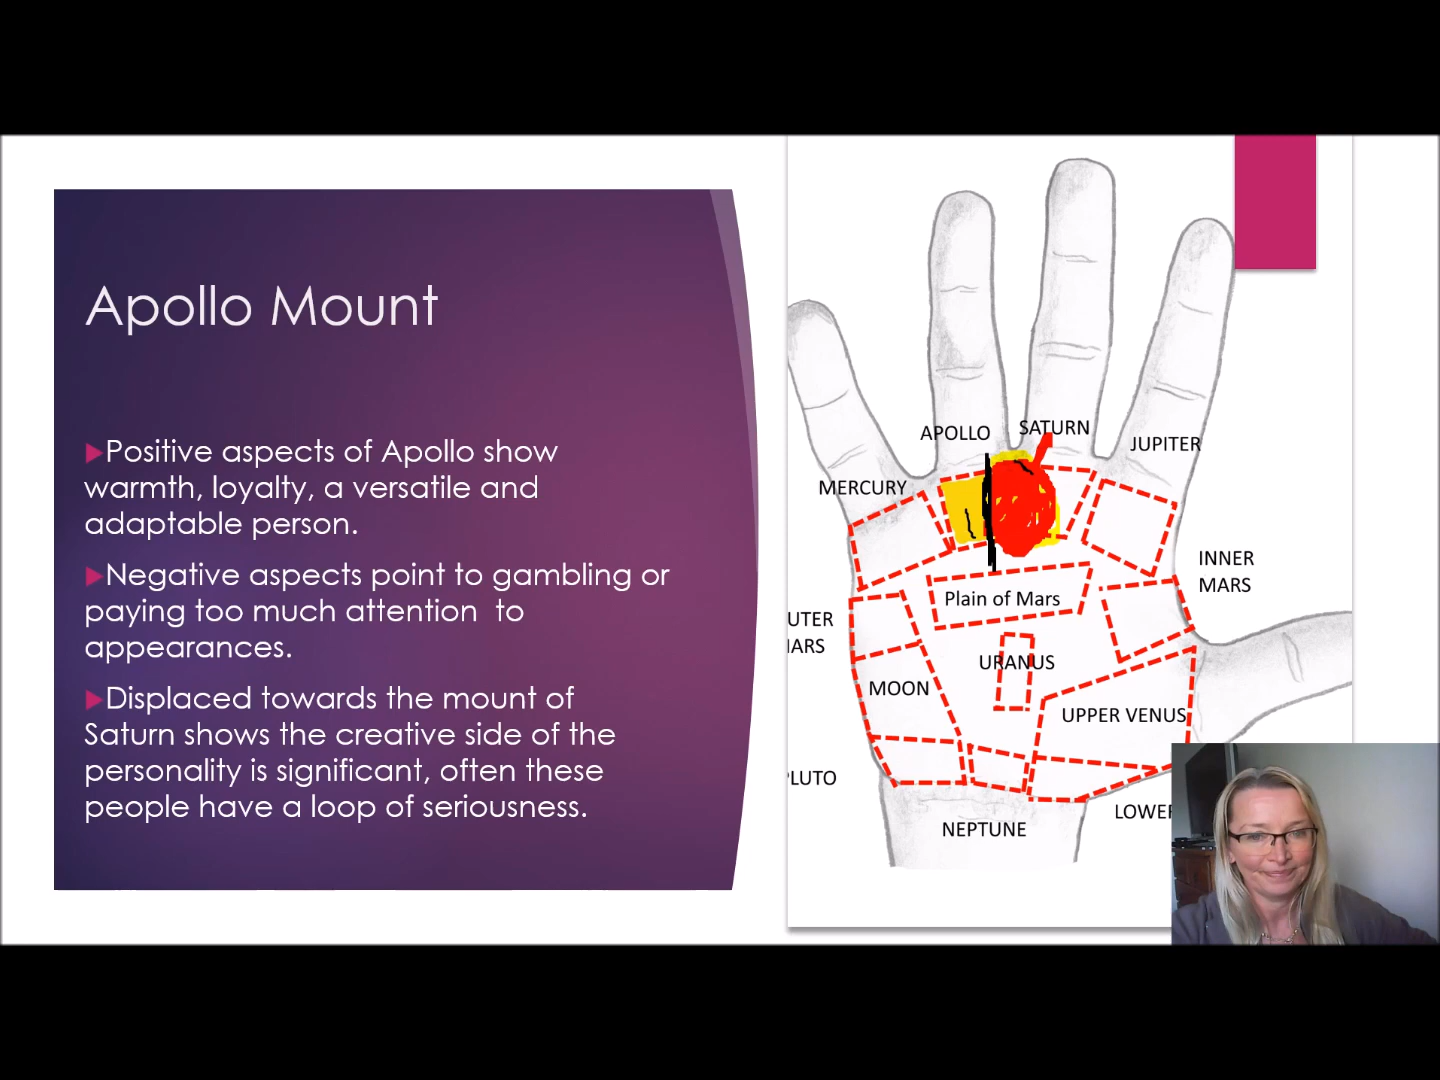 Apollo Mount
Positive aspects of Apollo show
warmth, loyalty, a versatile and
adaptable person.
Negative aspects point to gambling or
paying too much attention  to
appearances.
Displaced towards the mount of
Saturn shows the creative side of the
personality is significant, often these
people have a loop of seriousness.
APOLLO
SATURN
JUPITER
MERCURY
INNER
MARS
Plain of Mars
UTER
ARS
URANUS
MOON
UPPER VENUS
LUTO
LOWER
NEPTUNE